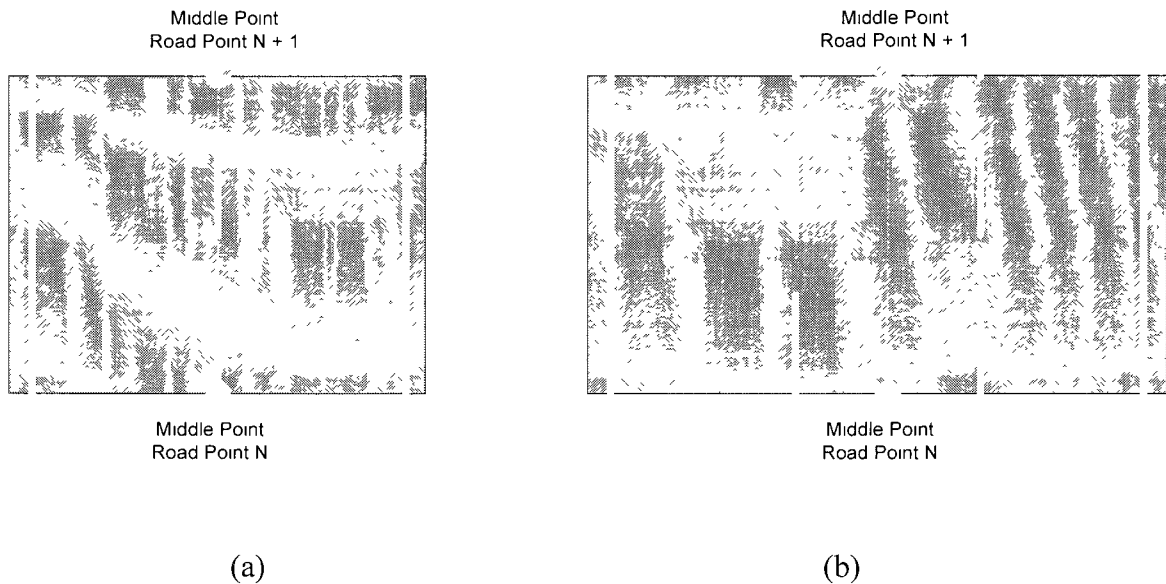 Middle Point
Road Point N + 1
Middle Point
Road Point N + 1
Middle Point
Road Point N
Middle Point
Road Point N
(a)
(b)